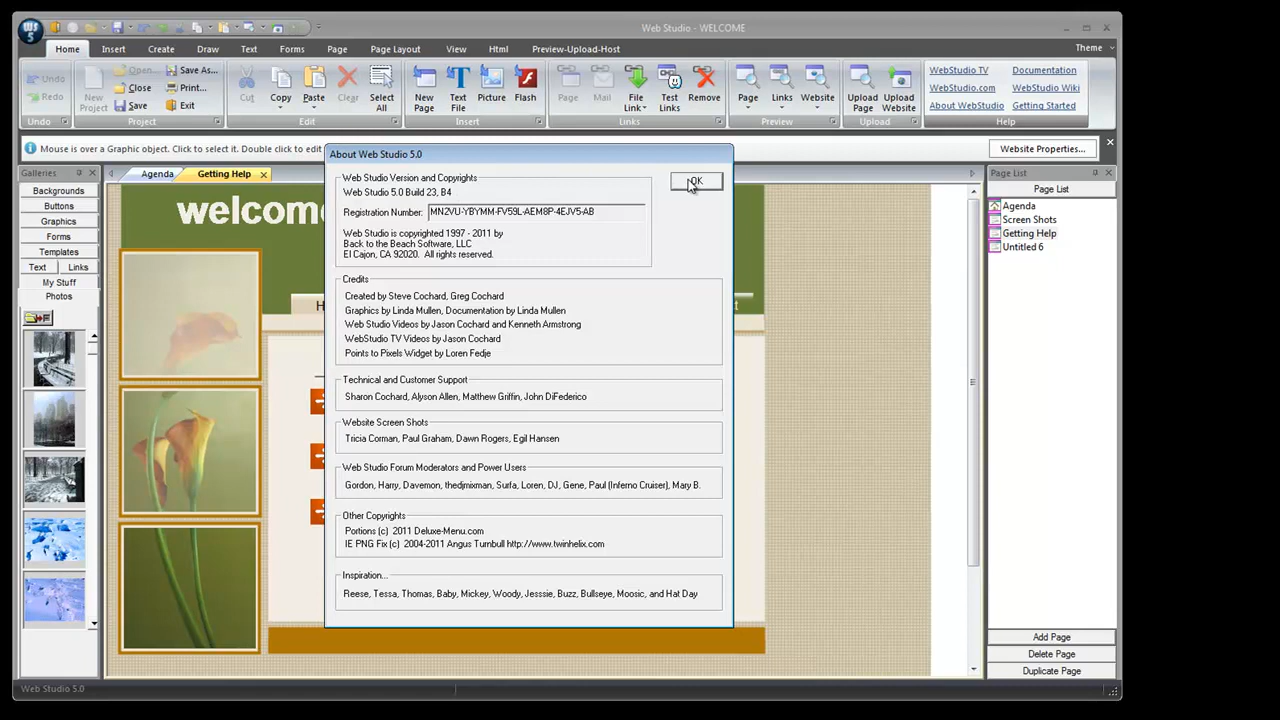 WS
5
Web Studio - WELCOME
Home
Insert
Create
Draw
Text
Forms
Page
Page Layout
View
Html
Preview-Upload-Host
Theme
Undo
Redo
Undo
New
Project
Open...
Close
Save
Save As...
Print...
Exit
Project
Cut
Copy
Paste
Clear
Select
All
Edit
New
Page
Text
File
Picture
Flash
Insert
Page
Mail
File
Link
Test
Links
Remove
Links
Page
Links
Website
Preview
Upload
Page
Upload
Website
Upload
WebStudio TV
WebStudio.com
About WebStudio
Documentation
WebStudio Wiki
Getting Started
Help
Mouse is over a Graphic object. Click to select it. Double click to edit
Website Properties...
Galleries
Backgrounds
Buttons
Graphics
Forms
Templates
Text
Links
My Stuff
Photos
Agenda
Getting Help
welcome
H
t
About Web Studio 5.0
OK
Web Studio Version and Copyrights
Web Studio 5.0 Build 23, B4
Registration Number: MN2VU-YBYMM-FV59L-AEM8P-4EJV5-AB
Web Studio is copyrighted 1997 - 2011 by
Back to the Beach Software, LLC
El Cajon, CA 92020. All rights reserved.
Credits
Created by Steve Cochard, Greg Cochard
Graphics by Linda Mullen, Documentation by Linda Mullen
Web Studio Videos by Jason Cochard and Kenneth Armstrong
WebStudio TV Videos by Jason Cochard
Points to Pixels Widget by Loren Fedje
Technical and Customer Support
Sharon Cochard, Alyson Allen, Matthew Griffin, John DiFederico
Website Screen Shots
Tricia Corman, Paul Graham, Dawn Rogers, Egil Hansen
Web Studio Forum Moderators and Power Users
Gordon, Harry, Davemon, thedjmixman, Surfa, Loren, DJ, Gene, Paul (Inferno Cruiser), Mary B.
Other Copyrights
Portions (c) 2011 Deluxe-Menu.com
IE PNG Fix (c) 2004-2011 Angus Turnbull http://www.twinhelix.com
Inspiration...
Reese, Tessa, Thomas, Baby, Mickey, Woody, Jesssie, Buzz, Bullseye, Moosic, and Hat Day
Page List
Page List
Agenda
Screen Shots
Getting Help
Untitled 6
Add Page
Delete Page
Duplicate Page
Web Studio 5.0